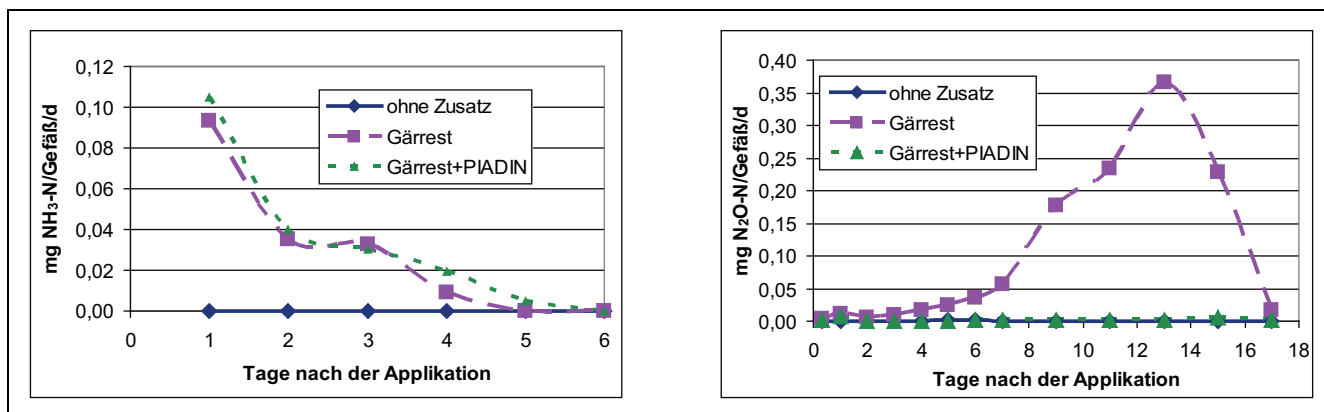 mg NH₃-N/Gefäß/d
0,12
0,10
0,08
0,06
0,04
0,02
0,00
ohne Zusatz
Gärrest
Gärrest+PIADIN
0 1 2 3 4 5 6
Tage nach der Applikation
mg N₂O-N/Gefäß/d
0,40
0,35
0,30
0,25
0,20
0,15
0,10
0,05
0,00
ohne Zusatz
Gärrest
Gärrest+PIADIN
0 2 4 6 8 10 12 14 16 18
Tage nach der Applikation